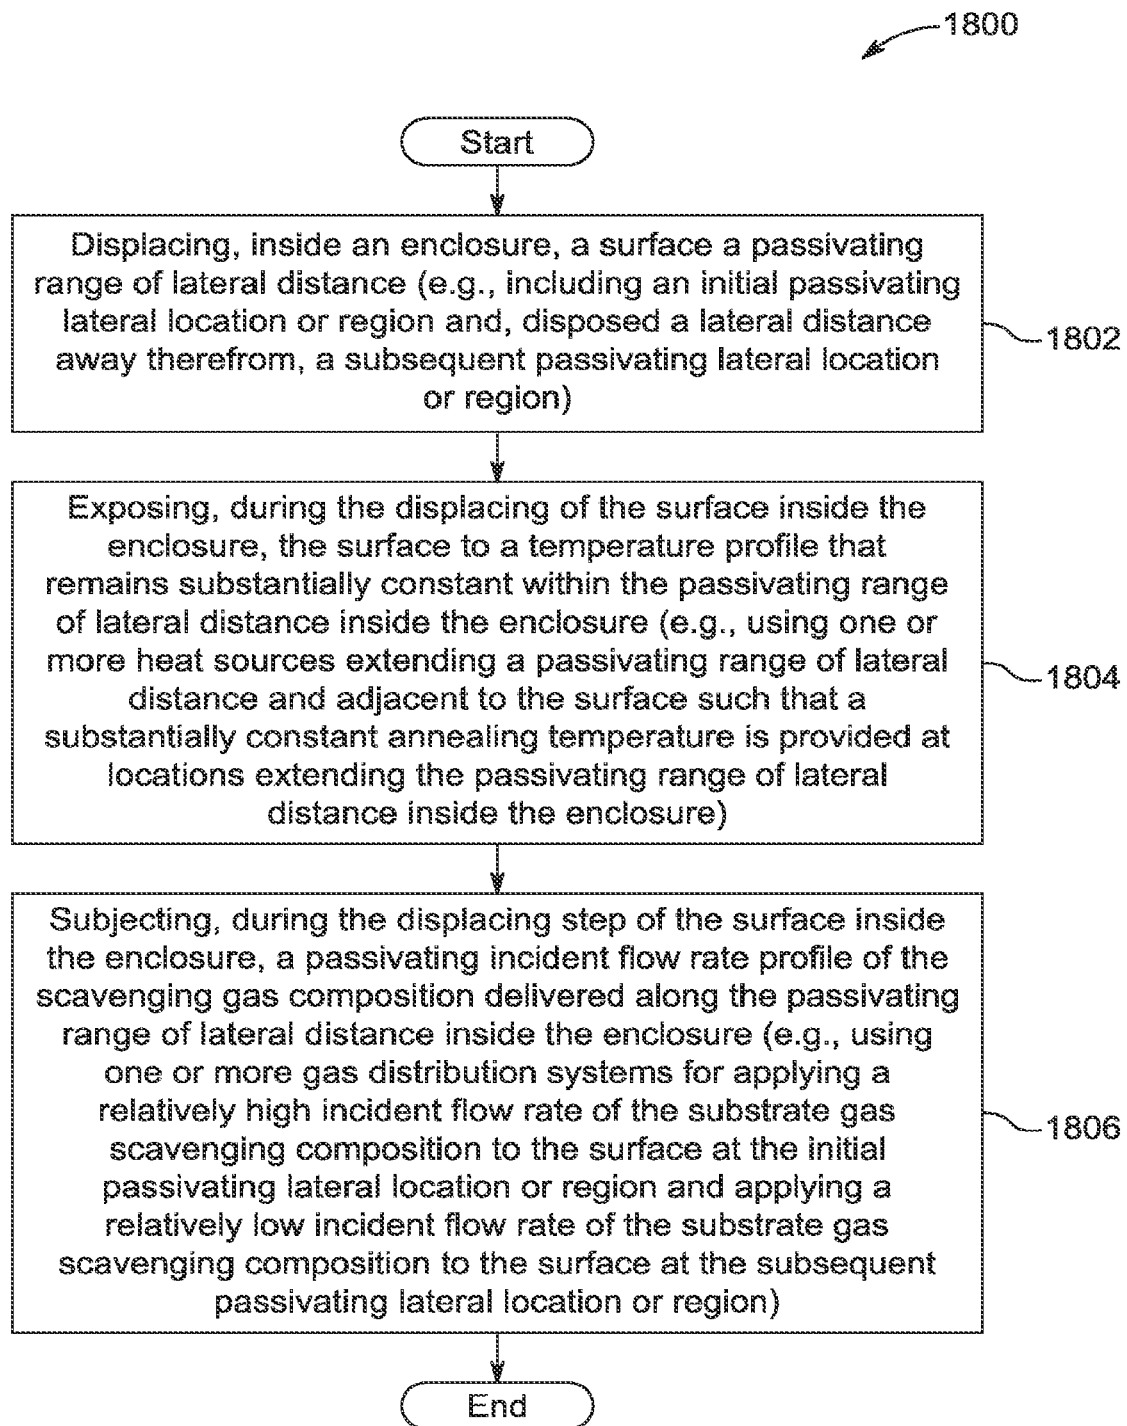 1800
Start
Displacing, inside an enclosure, a surface a passivating
range of lateral distance (e.g., including an initial passivating
lateral location or region and, disposed a lateral distance
away therefrom, a subsequent passivating lateral location
or region)
1802
Exposing, during the displacing of the surface inside the
enclosure, the surface to a temperature profile that
remains substantially constant within the passivating range
of lateral distance inside the enclosure (e.g., using one or
more heat sources extending a passivating range of lateral
distance and adjacent to the surface such that a
substantially constant annealing temperature is provided at
locations extending the passivating range of lateral
distance inside the enclosure)
1804
Subjecting, during the displacing step of the surface inside
the enclosure, a passivating incident flow rate profile of the
scavenging gas composition delivered along the passivating
range of lateral distance inside the enclosure (e.g., using
one or more gas distribution systems for applying a
relatively high incident flow rate of the substrate gas
scavenging composition to the surface at the initial
passivating lateral location or region and applying a
relatively low incident flow rate of the substrate gas
scavenging composition to the surface at the subsequent
passivating lateral location or region)
1806
End